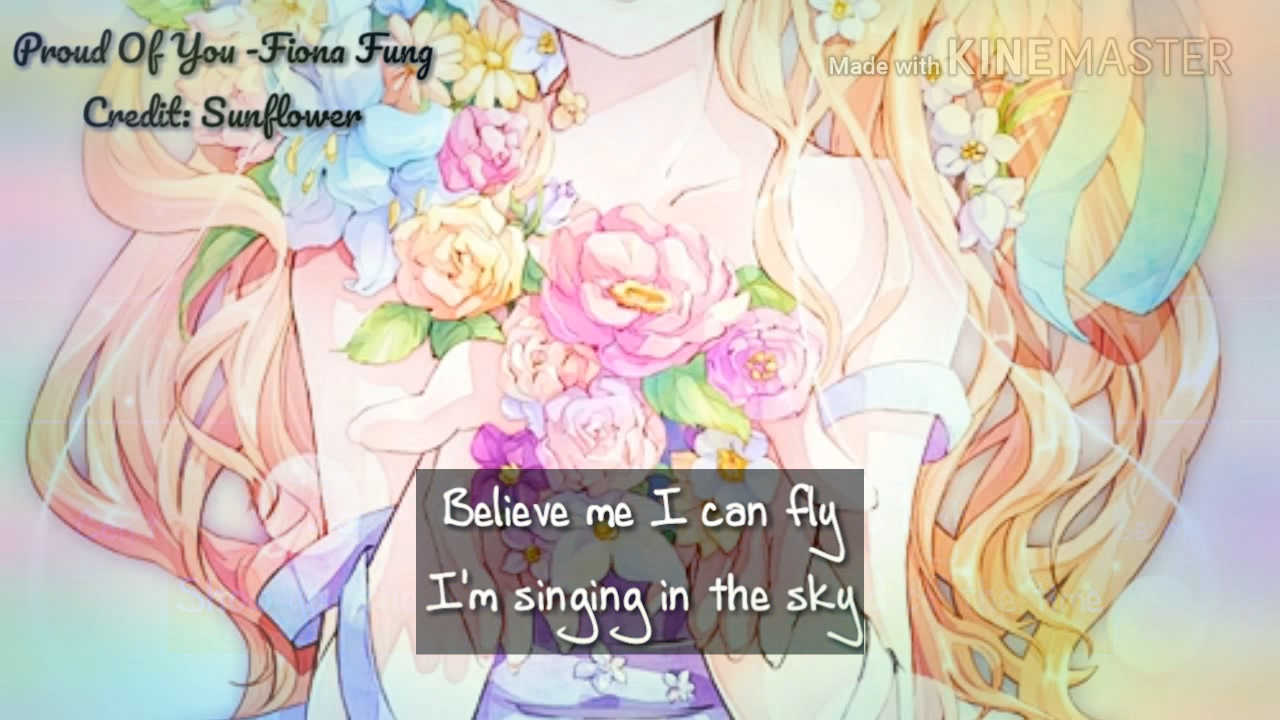 Proud Of You -Fiona Fung
Credit: Sunflower
Made with KINEMASTER
Believe me I can fly
I'm singing in the sky